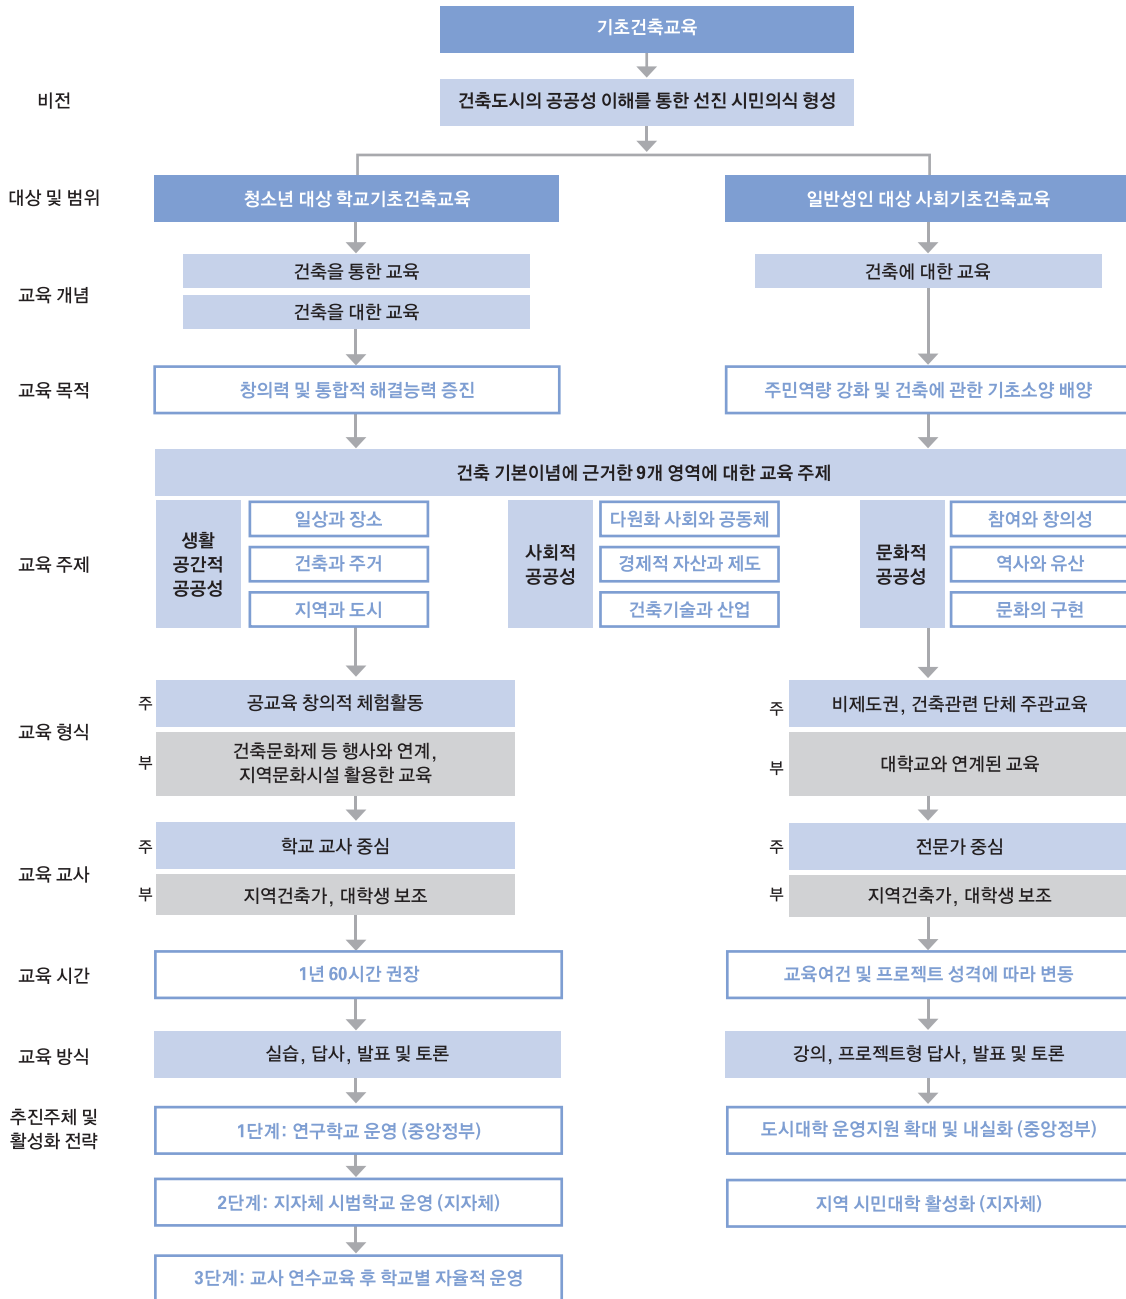 기초건축교육
비전
건축도시의 공공성 이해를 통한 선진 시민의식 형성
대상 및 범위
청소년 대상 학교기초건축교육
일반성인 대상 사회기초건축교육
교육 개념
건축을 통한 교육
건축을 대한 교육
건축에 대한 교육
교육 목적
창의력 및 통합적 해결능력 증진
주민역량 강화 및 건축에 관한 기초소양 배양
건축 기본이념에 근거한 9개 영역에 대한 교육 주제
교육 주제
생활
공간적
공공성
일상과 장소
건축과 주거
지역과 도시
사회적
공공성
다원화 사회와 공동체
경제적 자산과 제도
건축기술과 산업
문화적
공공성
참여와 창의성
역사와 유산
문화의 구현
교육 형식
주
공교육 창의적 체험활동
부
건축문화제 등 행사와 연계,
지역문화시설 활용한 교육
주
비제도권, 건축관련 단체 주관교육
부
대학교와 연계된 교육
교육 교사
주
학교 교사 중심
부
지역건축가, 대학생 보조
주
전문가 중심
부
지역건축가, 대학생 보조
교육 시간
1년 60시간 권장
교육여건 및 프로젝트 성격에 따라 변동
교육 방식
실습, 답사, 발표 및 토론
강의, 프로젝트형 답사, 발표 및 토론
추진주체 및
활성화 전략
1단계: 연구학교 운영 (중앙정부)
2단계: 지자체 시범학교 운영 (지자체)
3단계: 교사 연수교육 후 학교별 자율적 운영
도시대학 운영지원 확대 및 내실화 (중앙정부)
지역 시민대학 활성화 (지자체)